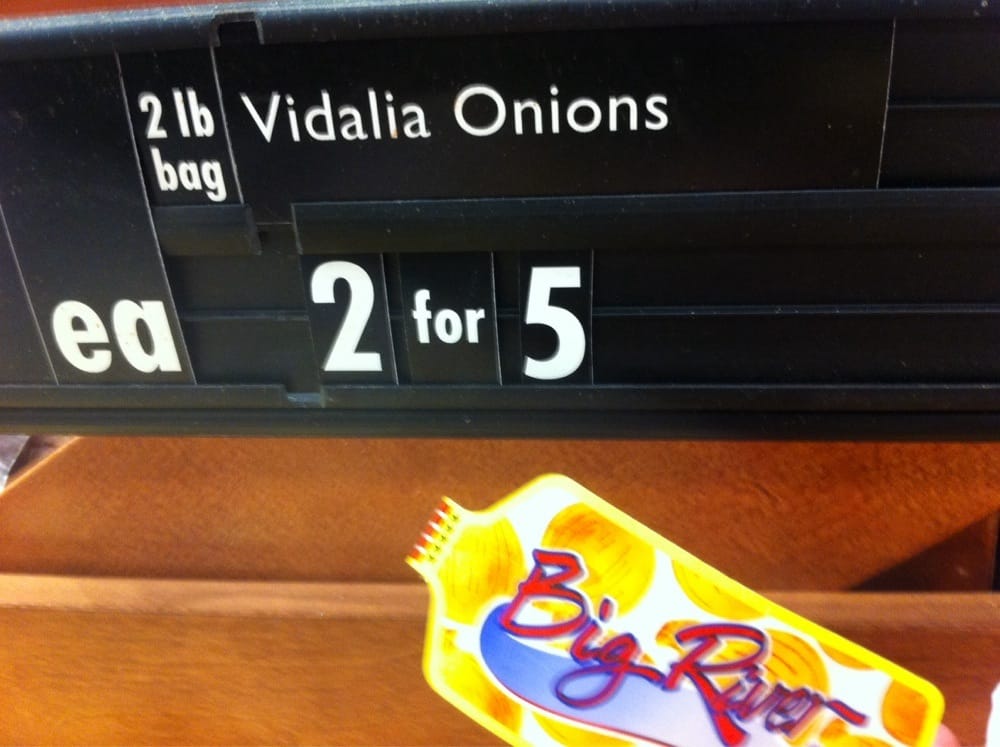 2 lb
bag
Vidalia Onions
ea
2 for 5
Big River